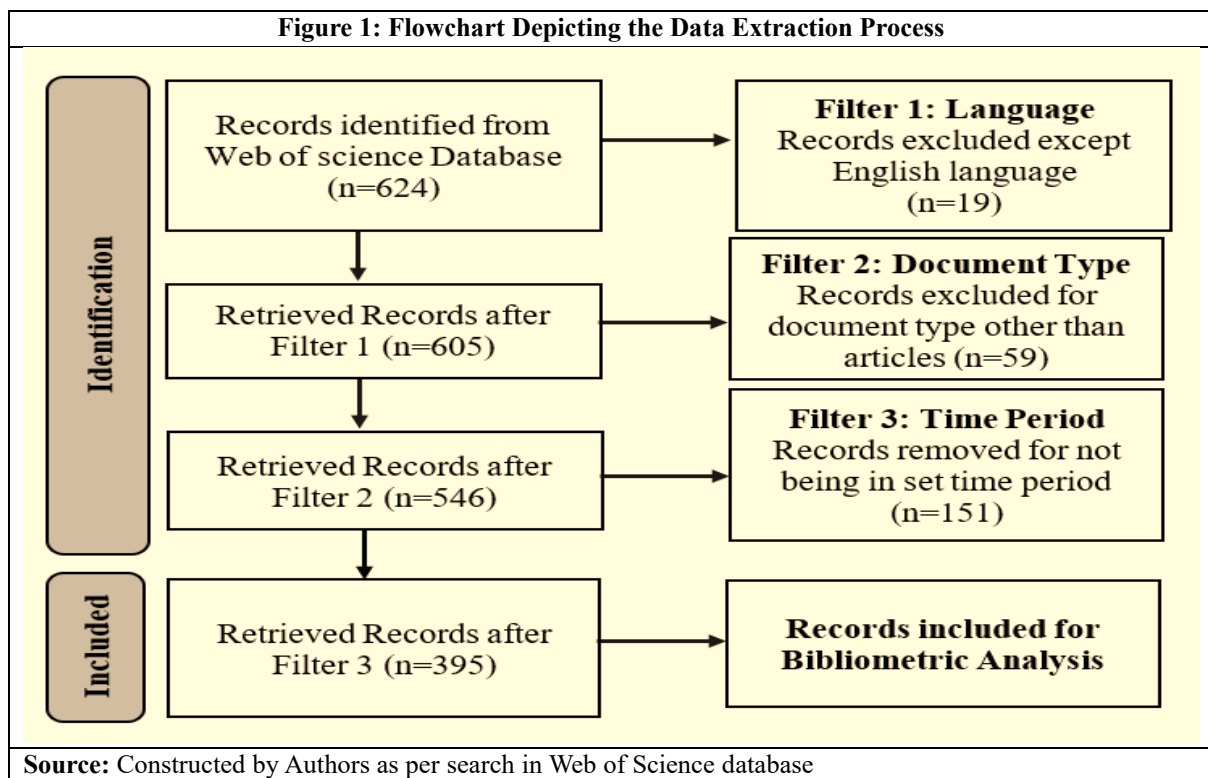 Figure 1: Flowchart Depicting the Data Extraction Process
Identification
Records identified from
Web of science Database
(n=624)
Filter 1: Language
Records excluded except
English language
(n=19)
Retrieved Records after
Filter 1 (n=605)
Filter 2: Document Type
Records excluded for
document type other than
articles (n=59)
Retrieved Records after
Filter 2 (n=546)
Filter 3: Time Period
Records removed for not
being in set time period
(n=151)
Included
Retrieved Records after
Filter 3 (n=395)
Records included for
Bibliometric Analysis
Source: Constructed by Authors as per search in Web of Science database